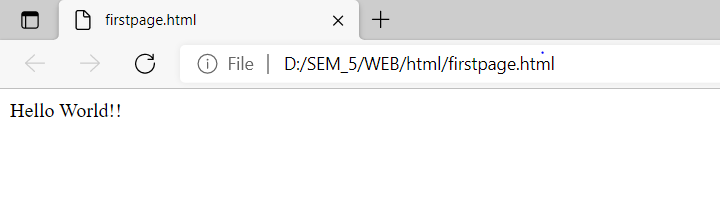 firstpage.html
File | D:/SEM_5/WEB/html/firstpage.html
Hello World!!